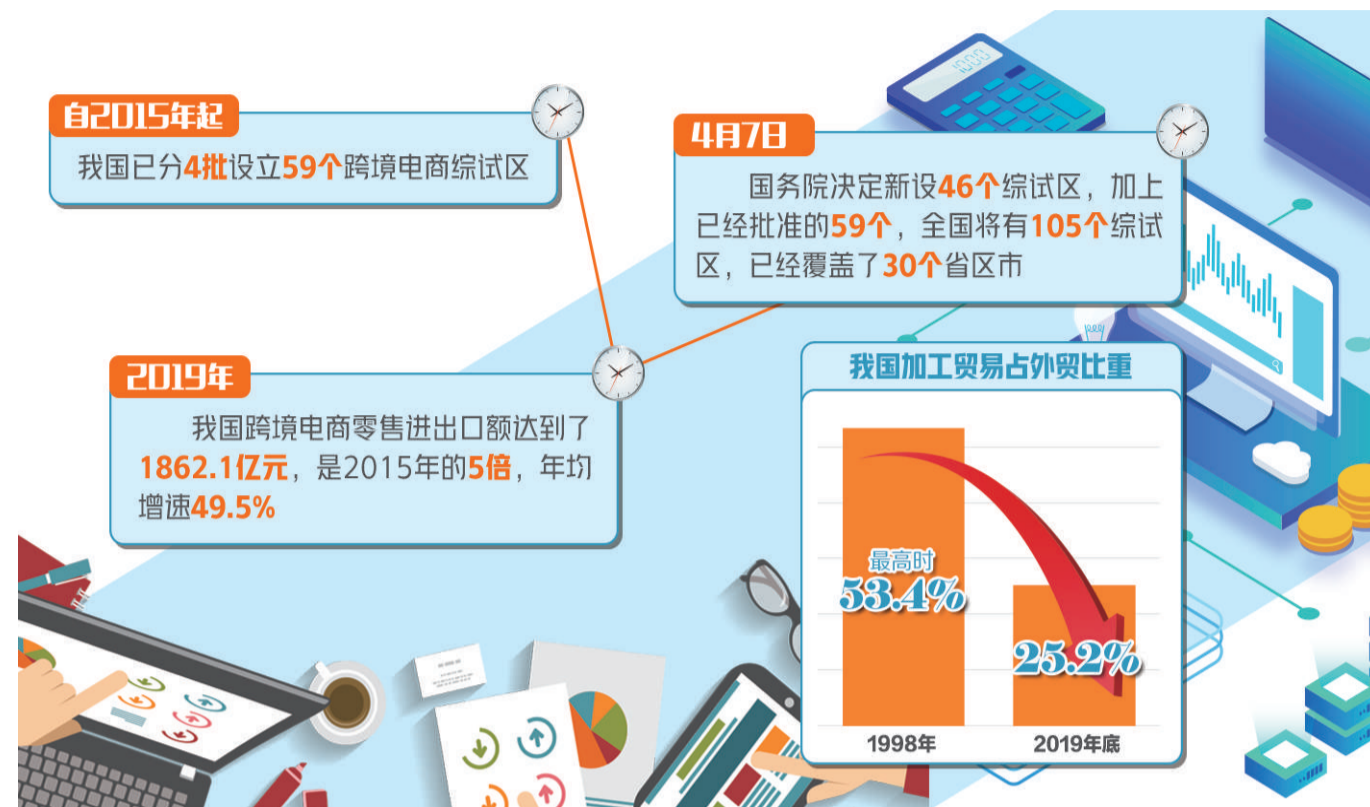 自2015年起
我国已分4批设立59个跨境电商综试区
4月7日
国务院决定新设46个综试区，加上
已经批准的59个，全国将有105个综试
区，已经覆盖了30个省区市
2019年
我国跨境电商零售进出口额达到了
1862.1亿元，是2015年的5倍，年均
增速49.5%
我国加工贸易占外贸比重
最高时
53.4%
25.2%
1998年
2019年底